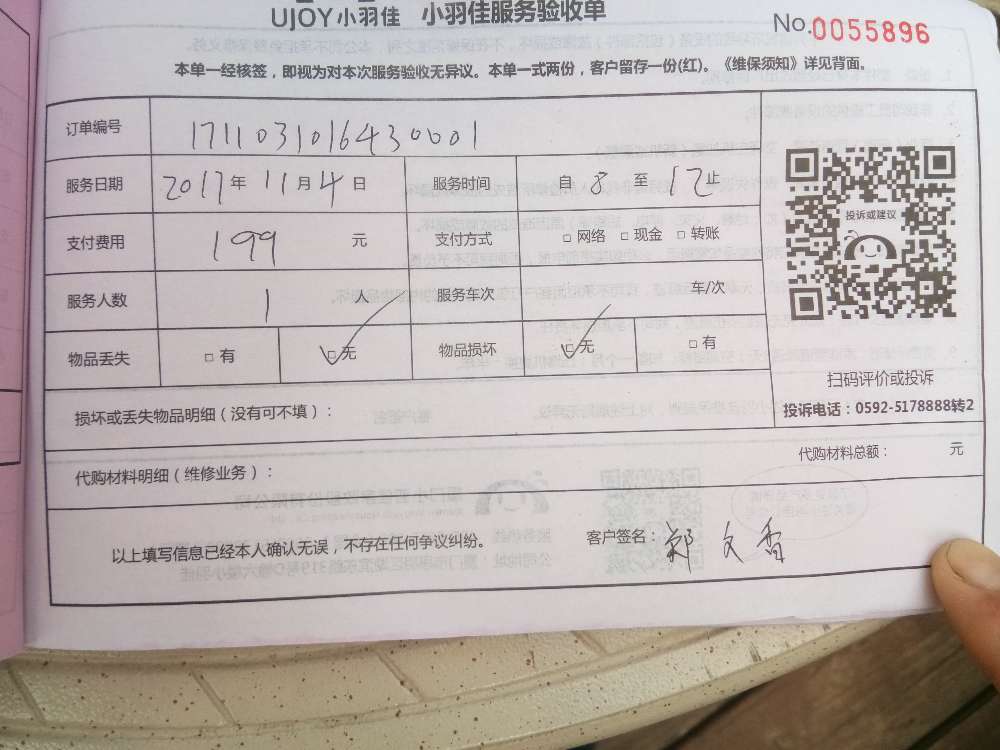 UJOY小羽佳 小羽佳服务验收单
No.0055896
本单一经核签，即视为对本次服务验收无异议。本单一式两份，客户留存一份(红)。《维保须知》详见背面。
订单编号 1711031016430001
服务日期 2017年 11月4日 服务时间 自 8 至 12止
投诉或建议
支付费用 199 元 支付方式 □ 网络 □ 现金 □ 转账
服务人数 1 人 服务车次 车/次
物品丢失 □ 有 □ 无 物品损坏 □ 无 □ 有
扫码评价或投诉
投诉电话：0592-5178888转2
损坏或丢失物品明细（没有可不填）：
代购材料明细（维修业务）： 代购材料总额： 元
以上填写信息已经本人确认无误，不存在任何争议纠纷。 客户签名：郑文香